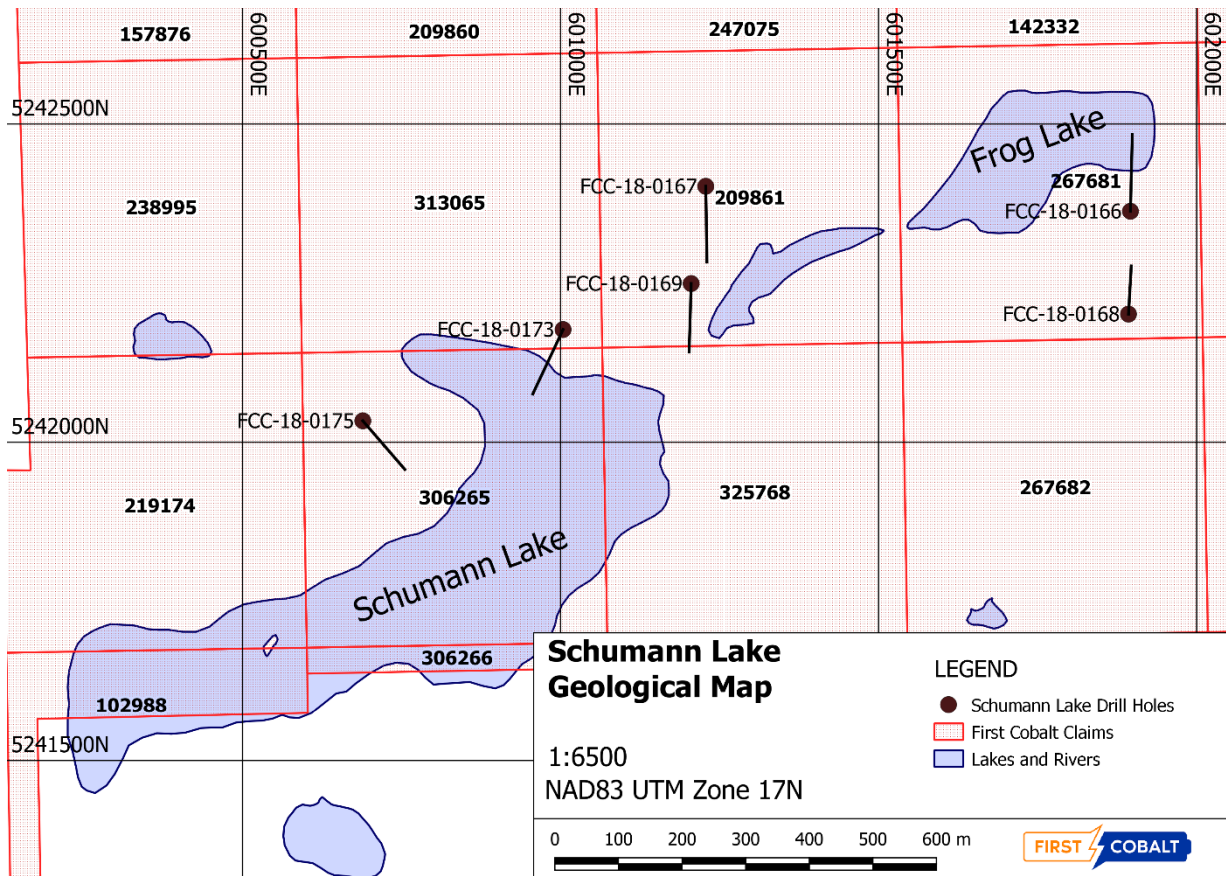 157876
209860
247075
142332
600500E
601000E
601500E
602000E
5242500N
Frog Lake
FCC-18-0167
209861
267681
238995
313065
FCC-18-0166
FCC-18-0169
FCC-18-0168
FCC-18-0173
FCC-18-0175
5242000N
219174
306265
325768
267682
Schumann Lake
306266
102988
5241500N
Schumann Lake
Geological Map
1:6500
NAD83 UTM Zone 17N
LEGEND
Schumann Lake Drill Holes
First Cobalt Claims
Lakes and Rivers
0 100 200 300 400 500 600 m
FIRST COBALT